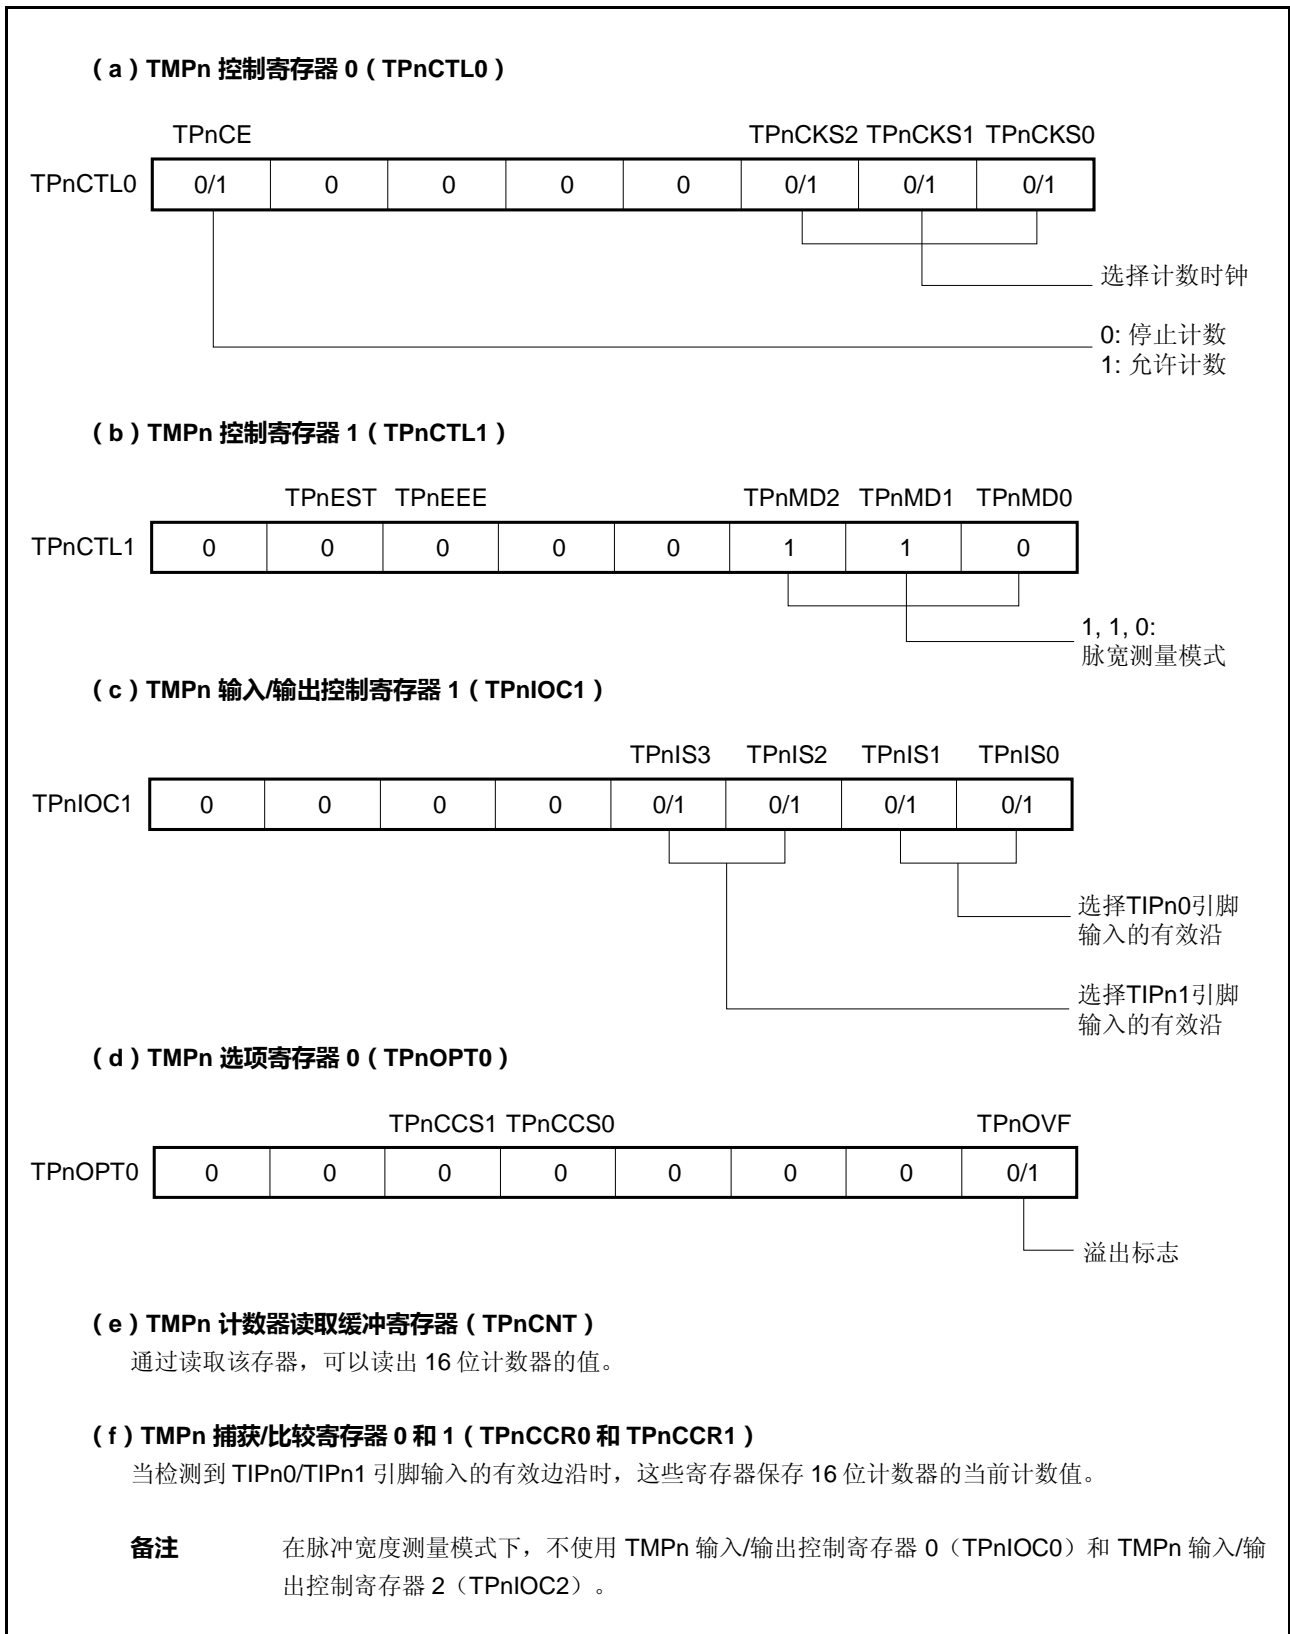 （a）TMPn 控制寄存器 0（TPnCTL0）
TPnCE TPnCKS2 TPnCKS1 TPnCKS0
TPnCTL0 0/1 0 0 0 0 0/1 0/1 0/1
选择计数时钟
0: 停止计数
1: 允许计数
（b）TMPn 控制寄存器 1（TPnCTL1）
TPnEST TPnEEE TPnMD2 TPnMD1 TPnMD0
TPnCTL1 0 0 0 0 0 1 1 0
1, 1, 0:
脉宽测量模式
（c）TMPn 输入/输出控制寄存器 1（TPnIOC1）
TPnIS3 TPnIS2 TPnIS1 TPnIS0
TPnIOC1 0 0 0 0 0/1 0/1 0/1 0/1
选择TIPn0引脚
输入的有效沿
选择TIPn1引脚
输入的有效沿
（d）TMPn 选项寄存器 0（TPnOPT0）
TPnCCS1 TPnCCS0 TPnOVF
TPnOPT0 0 0 0 0 0 0 0 0/1
溢出标志
（e）TMPn 计数器读取缓冲寄存器（TPnCNT）
通过读取该存器，可以读出 16 位计数器的值。
（f）TMPn 捕获/比较寄存器 0 和 1（TPnCCR0 和 TPnCCR1）
当检测到 TIPn0/TIPn1 引脚输入的有效边沿时，这些寄存器保存 16 位计数器的当前计数值。
备注 在脉冲宽度测量模式下，不使用 TMPn 输入/输出控制寄存器 0（TPnIOC0）和 TMPn 输入/输
出控制寄存器 2（TPnIOC2）。